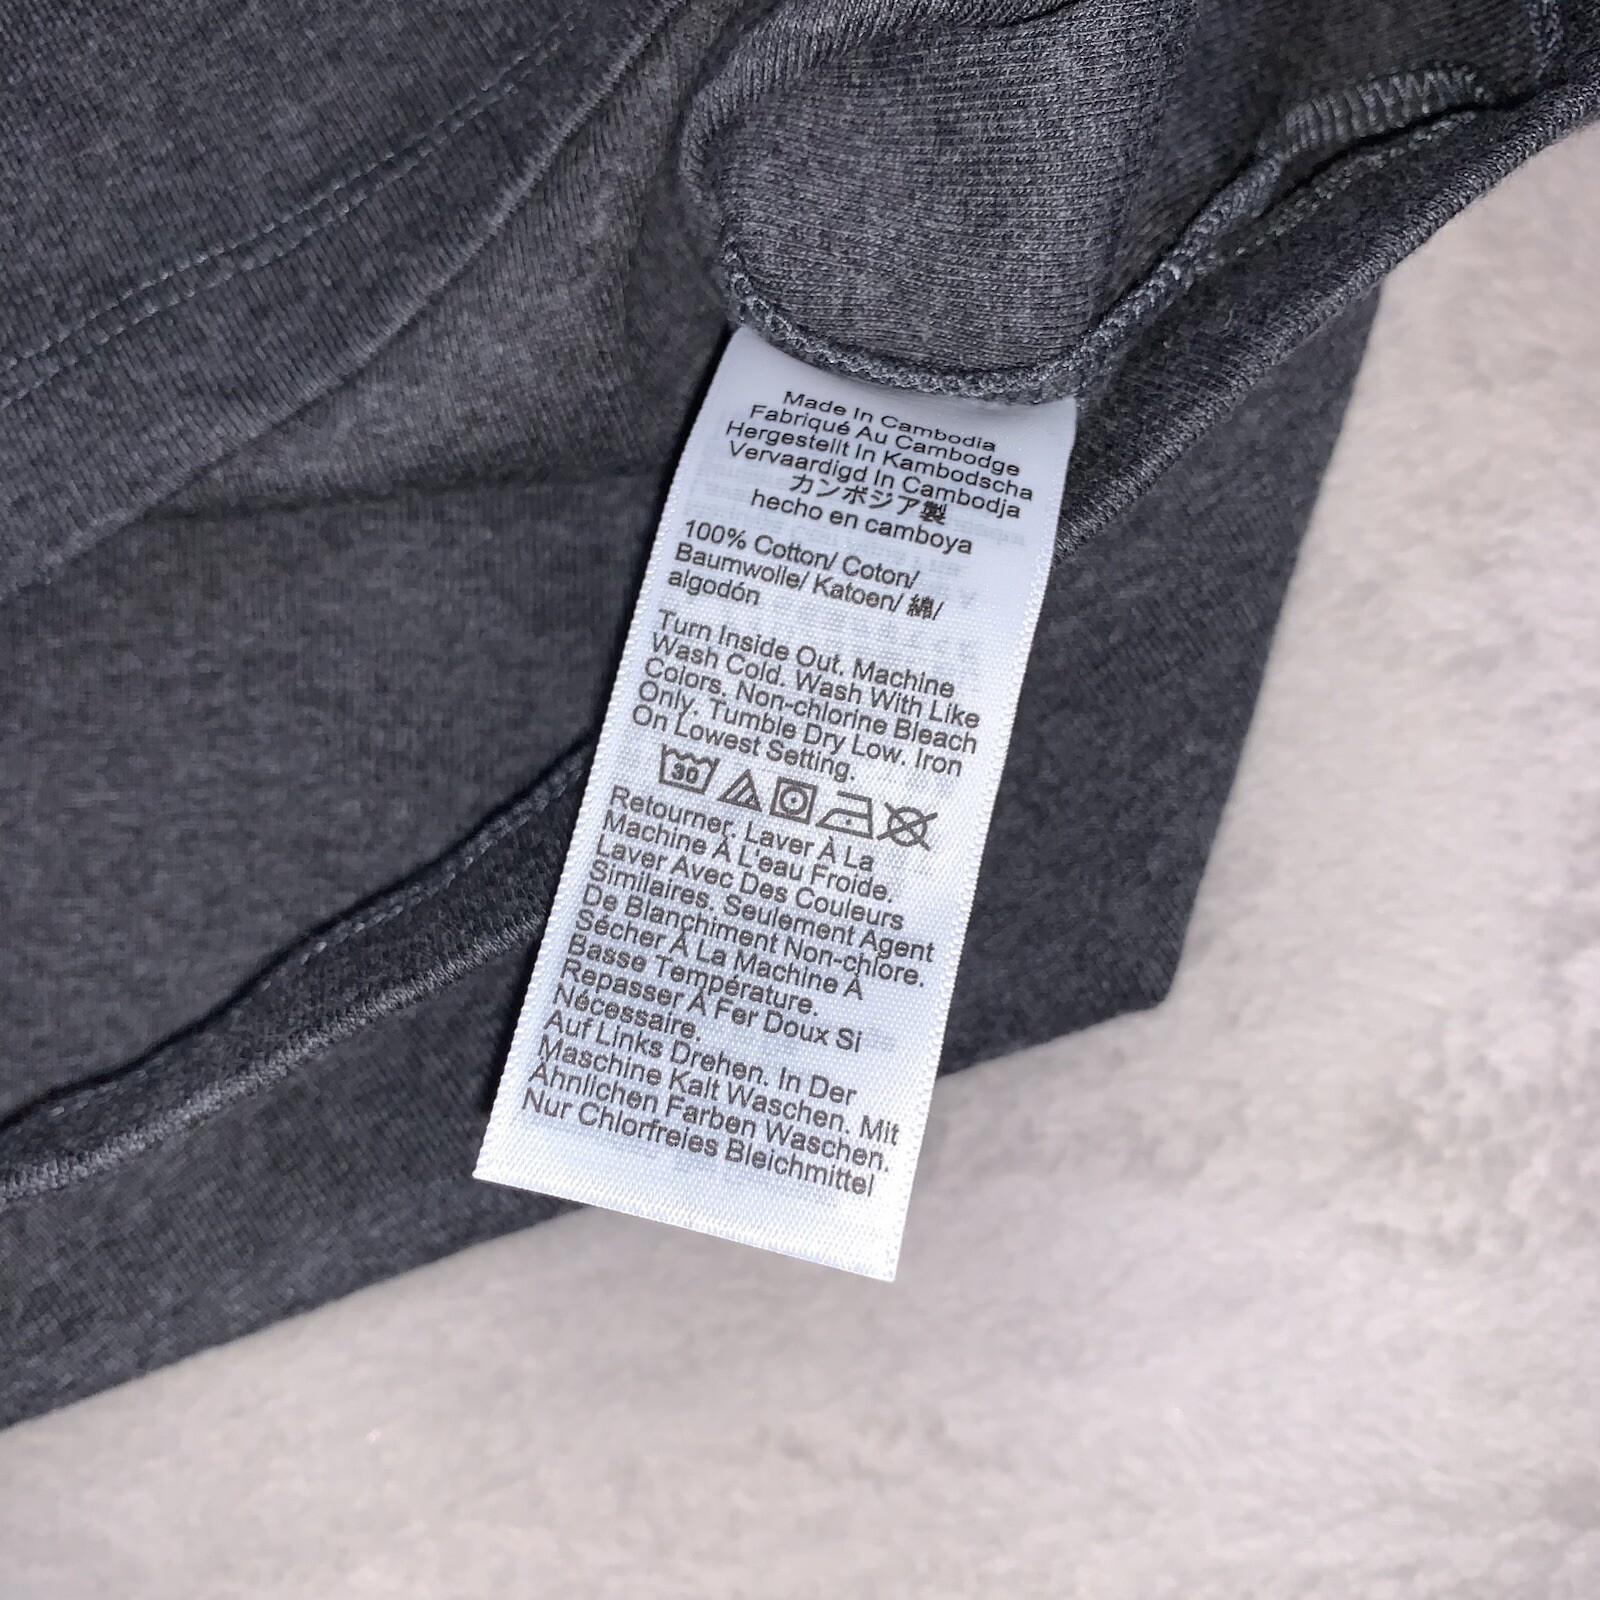 Made In Cambodia
Fabriqué Au Cambodge
Hergestellt In Kambodscha
Vervaardigd In Cambodja
カンボジア製
hecho en camboya
100% Cotton/ Coton/
Baumwolle/ Katoen/ 綿/
algodón
Turn Inside Out. Machine
Wash Cold. Wash With Like
Colors. Non-chlorine Bleach
Only. Tumble Dry Low. Iron
On Lowest Setting.
30
Retourner. Laver À La
Machine À L'eau Froide.
Laver Avec Des Couleurs
Similaires. Seulement Agent
De Blanchiment Non-chlore.
Sécher À La Machine À
Basse Température.
Repasser À Fer Doux Si
Nécessaire.
Auf Links Drehen. In Der
Maschine Kalt Waschen. Mit
Ähnlichen Farben Waschen.
Nur Chlorfreies Bleichmittel